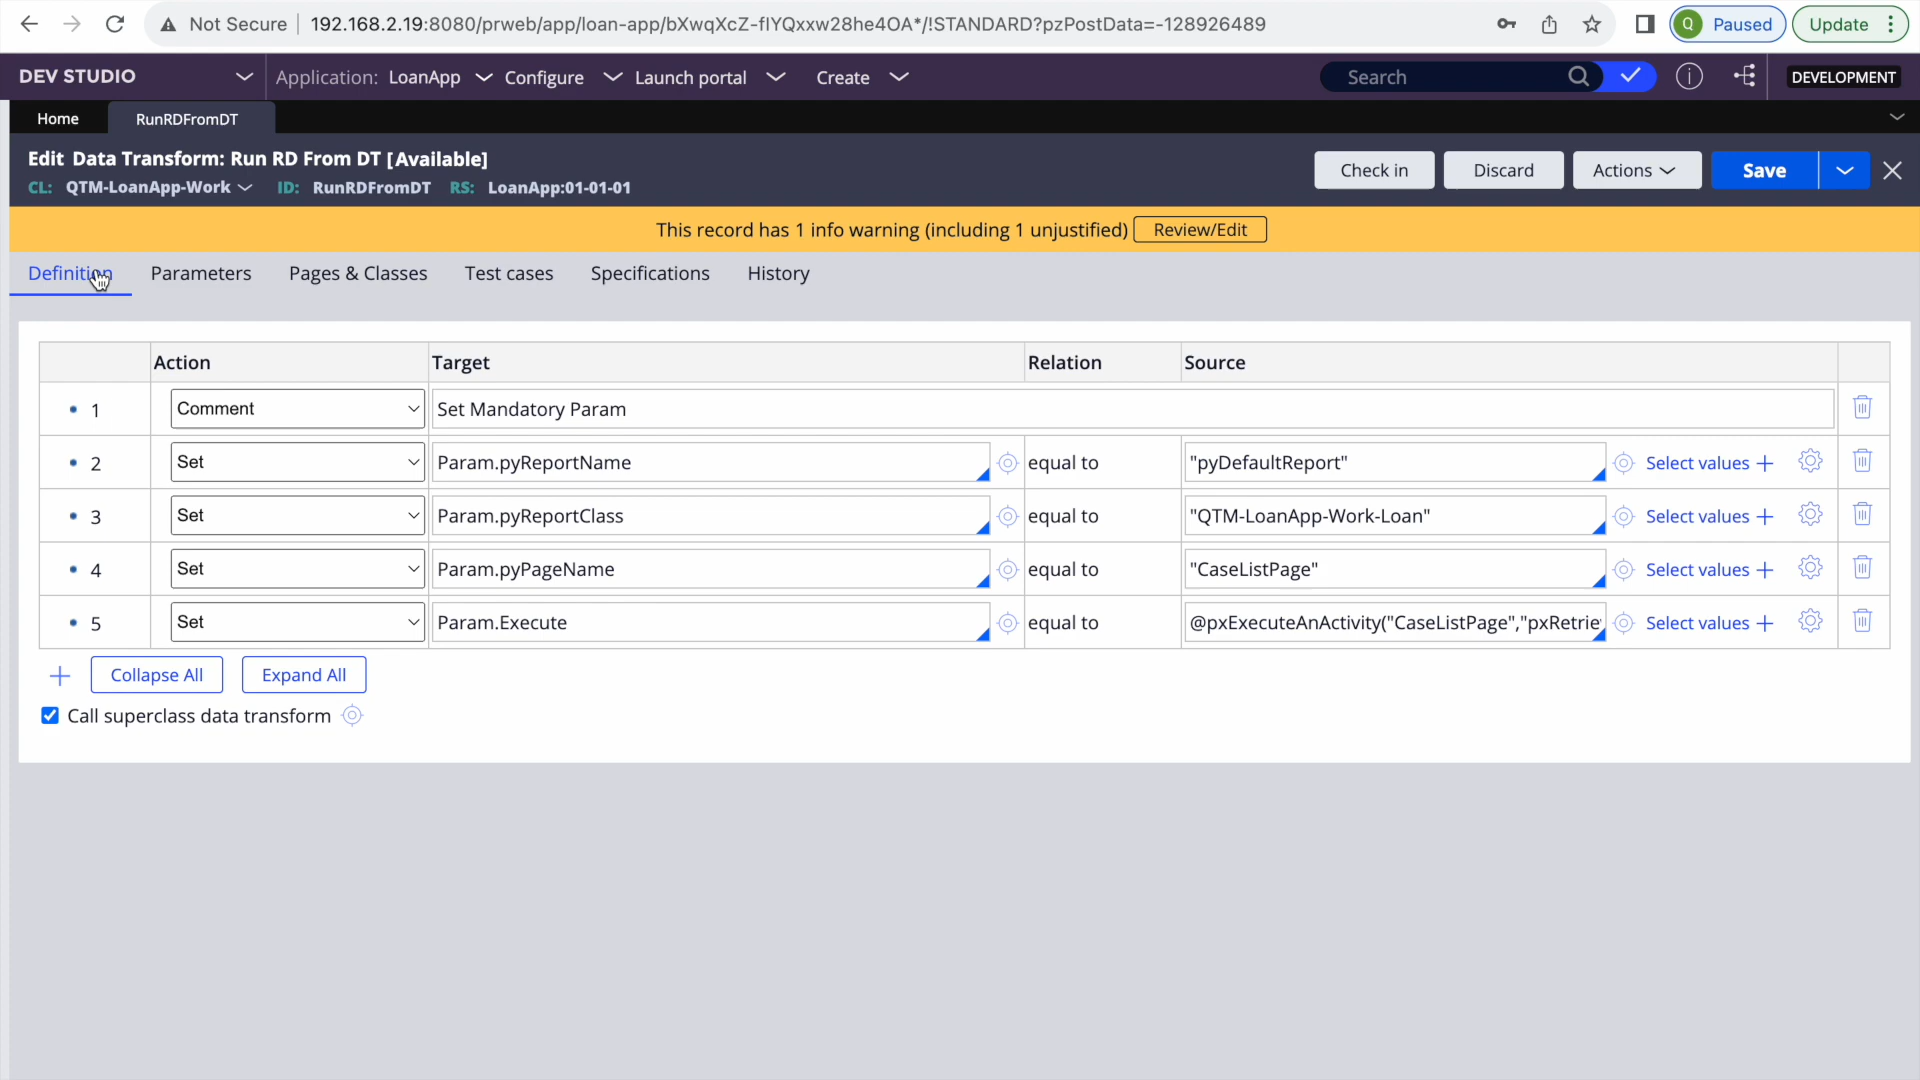 Not Secure 192.168.2.19:8080/prweb/app/loan-app/bXwqXcZ-flYQxxw28he4OA*/!STANDARD?pzPostData=-128926489 Q Paused Update
DEV STUDIO Application: LoanApp Configure Launch portal Create Search DEVELOPMENT
Home RunRDFromDT
Edit Data Transform: Run RD From DT [Available]
CL: QTM-LoanApp-Work ID: RunRDFromDT RS: LoanApp:01-01-01
Check in Discard Actions Save
This record has 1 info warning (including 1 unjustified) Review/Edit
Definition Parameters Pages & Classes Test cases Specifications History
Action Target Relation Source
1 Comment Set Mandatory Param
2 Set Param.pyReportName equal to "pyDefaultReport" Select values
3 Set Param.pyReportClass equal to "QTM-LoanApp-Work-Loan" Select values
4 Set Param.pyPageName equal to "CaseListPage" Select values
5 Set Param.Execute equal to @pxExecuteAnActivity("CaseListPage","pxRetrie Select values
Collapse All Expand All
Call superclass data transform